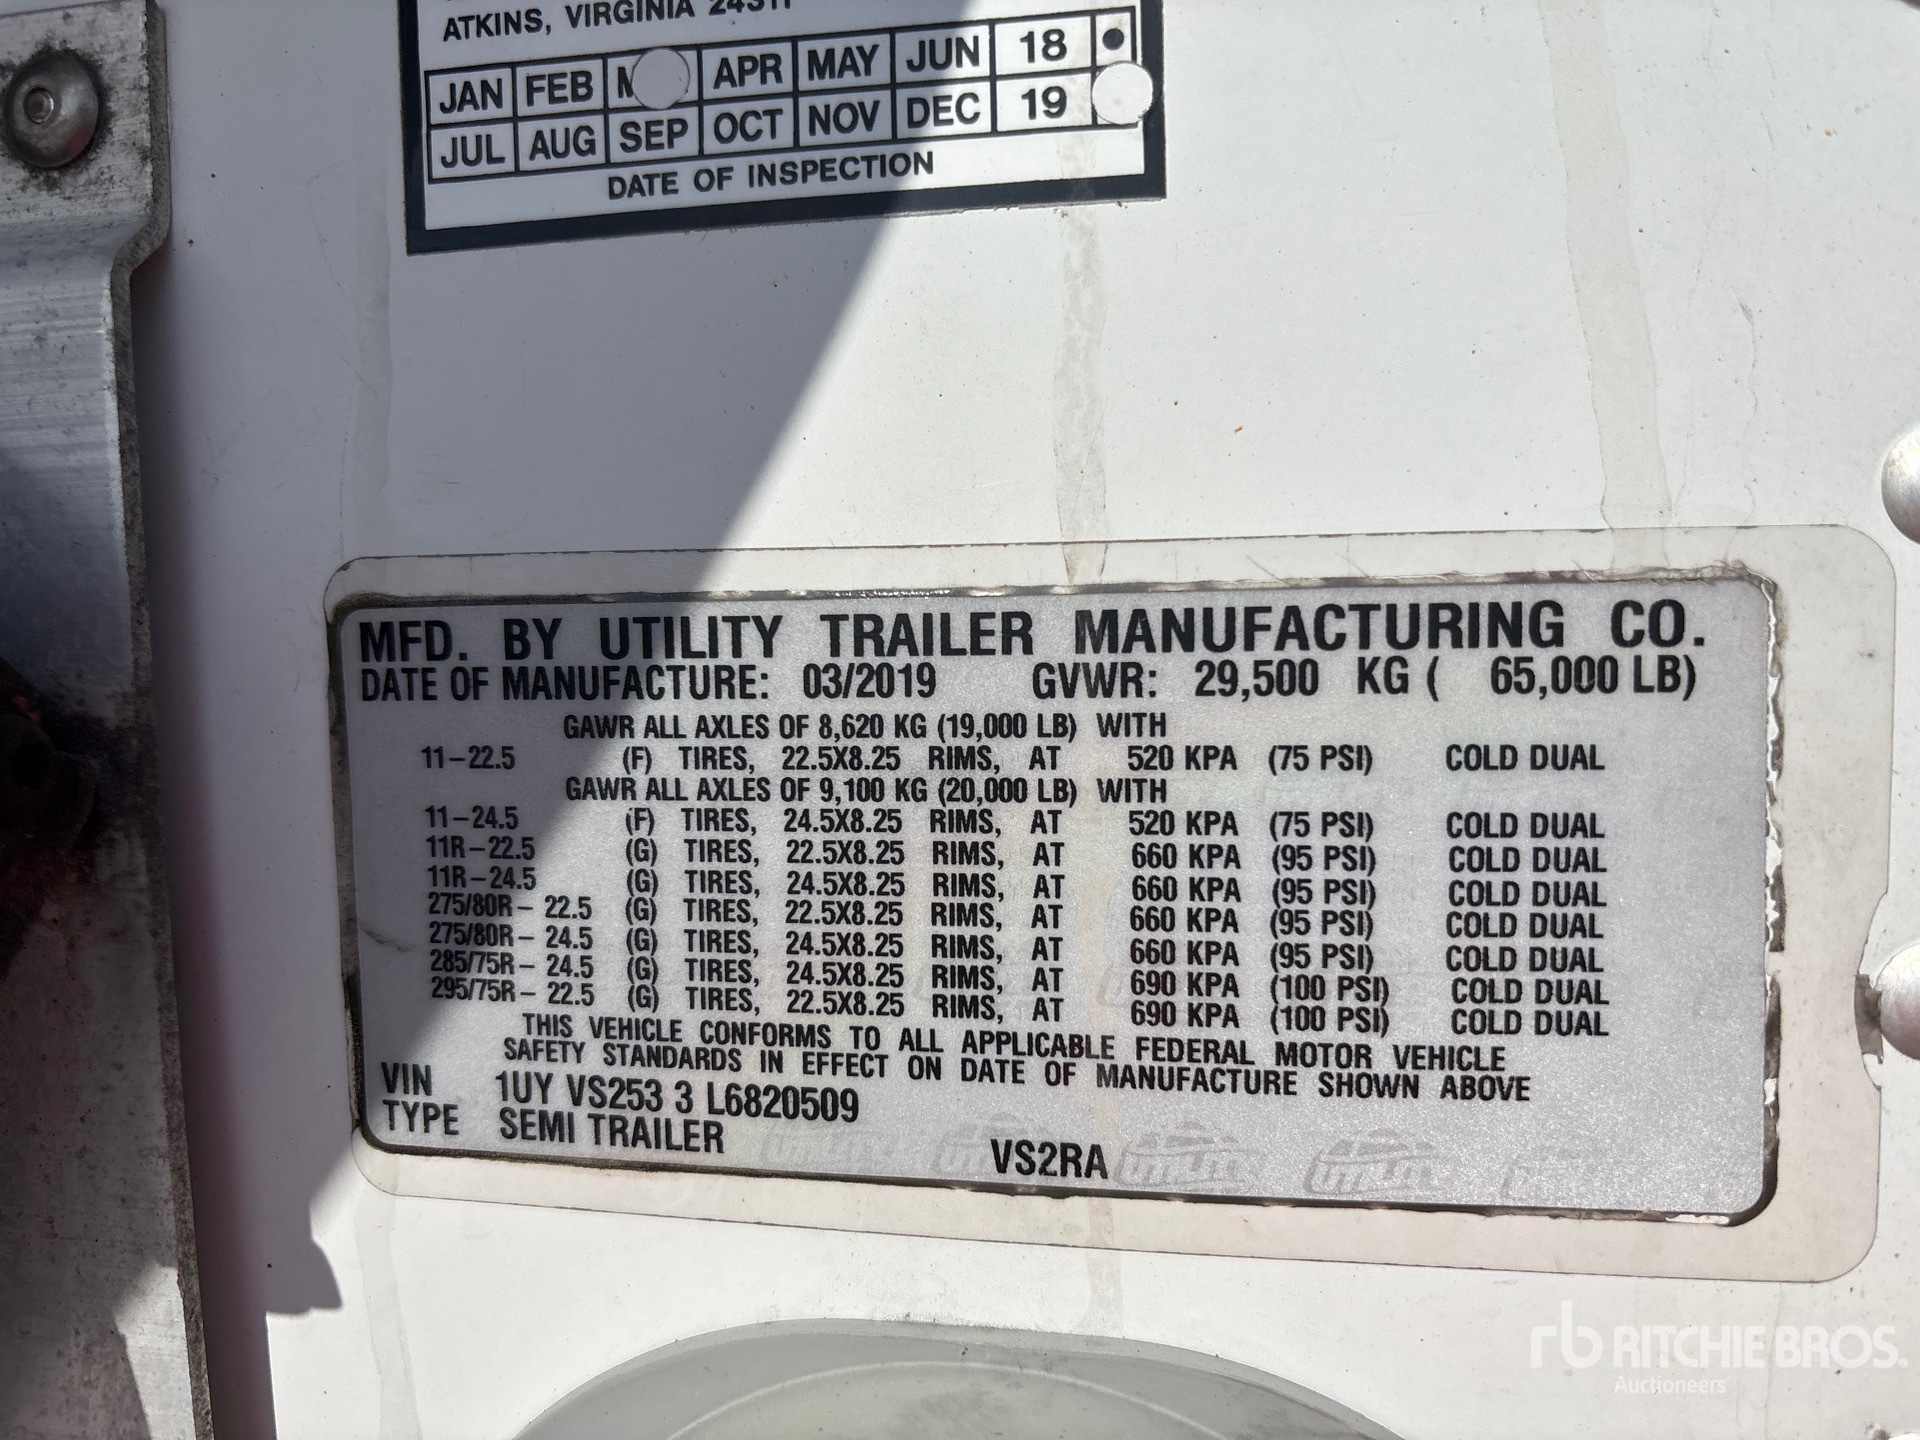 ATKINS, VIRGINIA 24311
JAN FEB M APR MAY JUN 18
JUL AUG SEP OCT NOV DEC 19
DATE OF INSPECTION
MFD. BY UTILITY TRAILER MANUFACTURING CO.
DATE OF MANUFACTURE: 03/2019 GVWR: 29,500 KG ( 65,000 LB)
GAWR ALL AXLES OF 8,620 KG (19,000 LB) WITH
11-22.5 (F) TIRES, 22.5X8.25 RIMS, AT 520 KPA (75 PSI) COLD DUAL
GAWR ALL AXLES OF 9,100 KG (20,000 LB) WITH
11-24.5 (F) TIRES, 24.5X8.25 RIMS, AT 520 KPA (75 PSI) COLD DUAL
11R-22.5 (G) TIRES, 22.5X8.25 RIMS, AT 660 KPA (95 PSI) COLD DUAL
11R-24.5 (G) TIRES, 24.5X8.25 RIMS, AT 660 KPA (95 PSI) COLD DUAL
275/80R- 22.5 (G) TIRES, 22.5X8.25 RIMS, AT 660 KPA (95 PSI) COLD DUAL
275/80R- 24.5 (G) TIRES, 24.5X8.25 RIMS, AT 660 KPA (95 PSI) COLD DUAL
285/75R- 24.5 (G) TIRES, 24.5X8.25 RIMS, AT 690 KPA (100 PSI) COLD DUAL
295/75R- 22.5 (G) TIRES, 22.5X8.25 RIMS, AT 690 KPA (100 PSI) COLD DUAL
THIS VEHICLE CONFORMS TO ALL APPLICABLE FEDERAL MOTOR VEHICLE
SAFETY STANDARDS IN EFFECT ON DATE OF MANUFACTURE SHOWN ABOVE
VIN 1UY VS253 3 L6820509
TYPE SEMI TRAILER
VS2RA
rb RITCHIE BROS.
Auctioneers